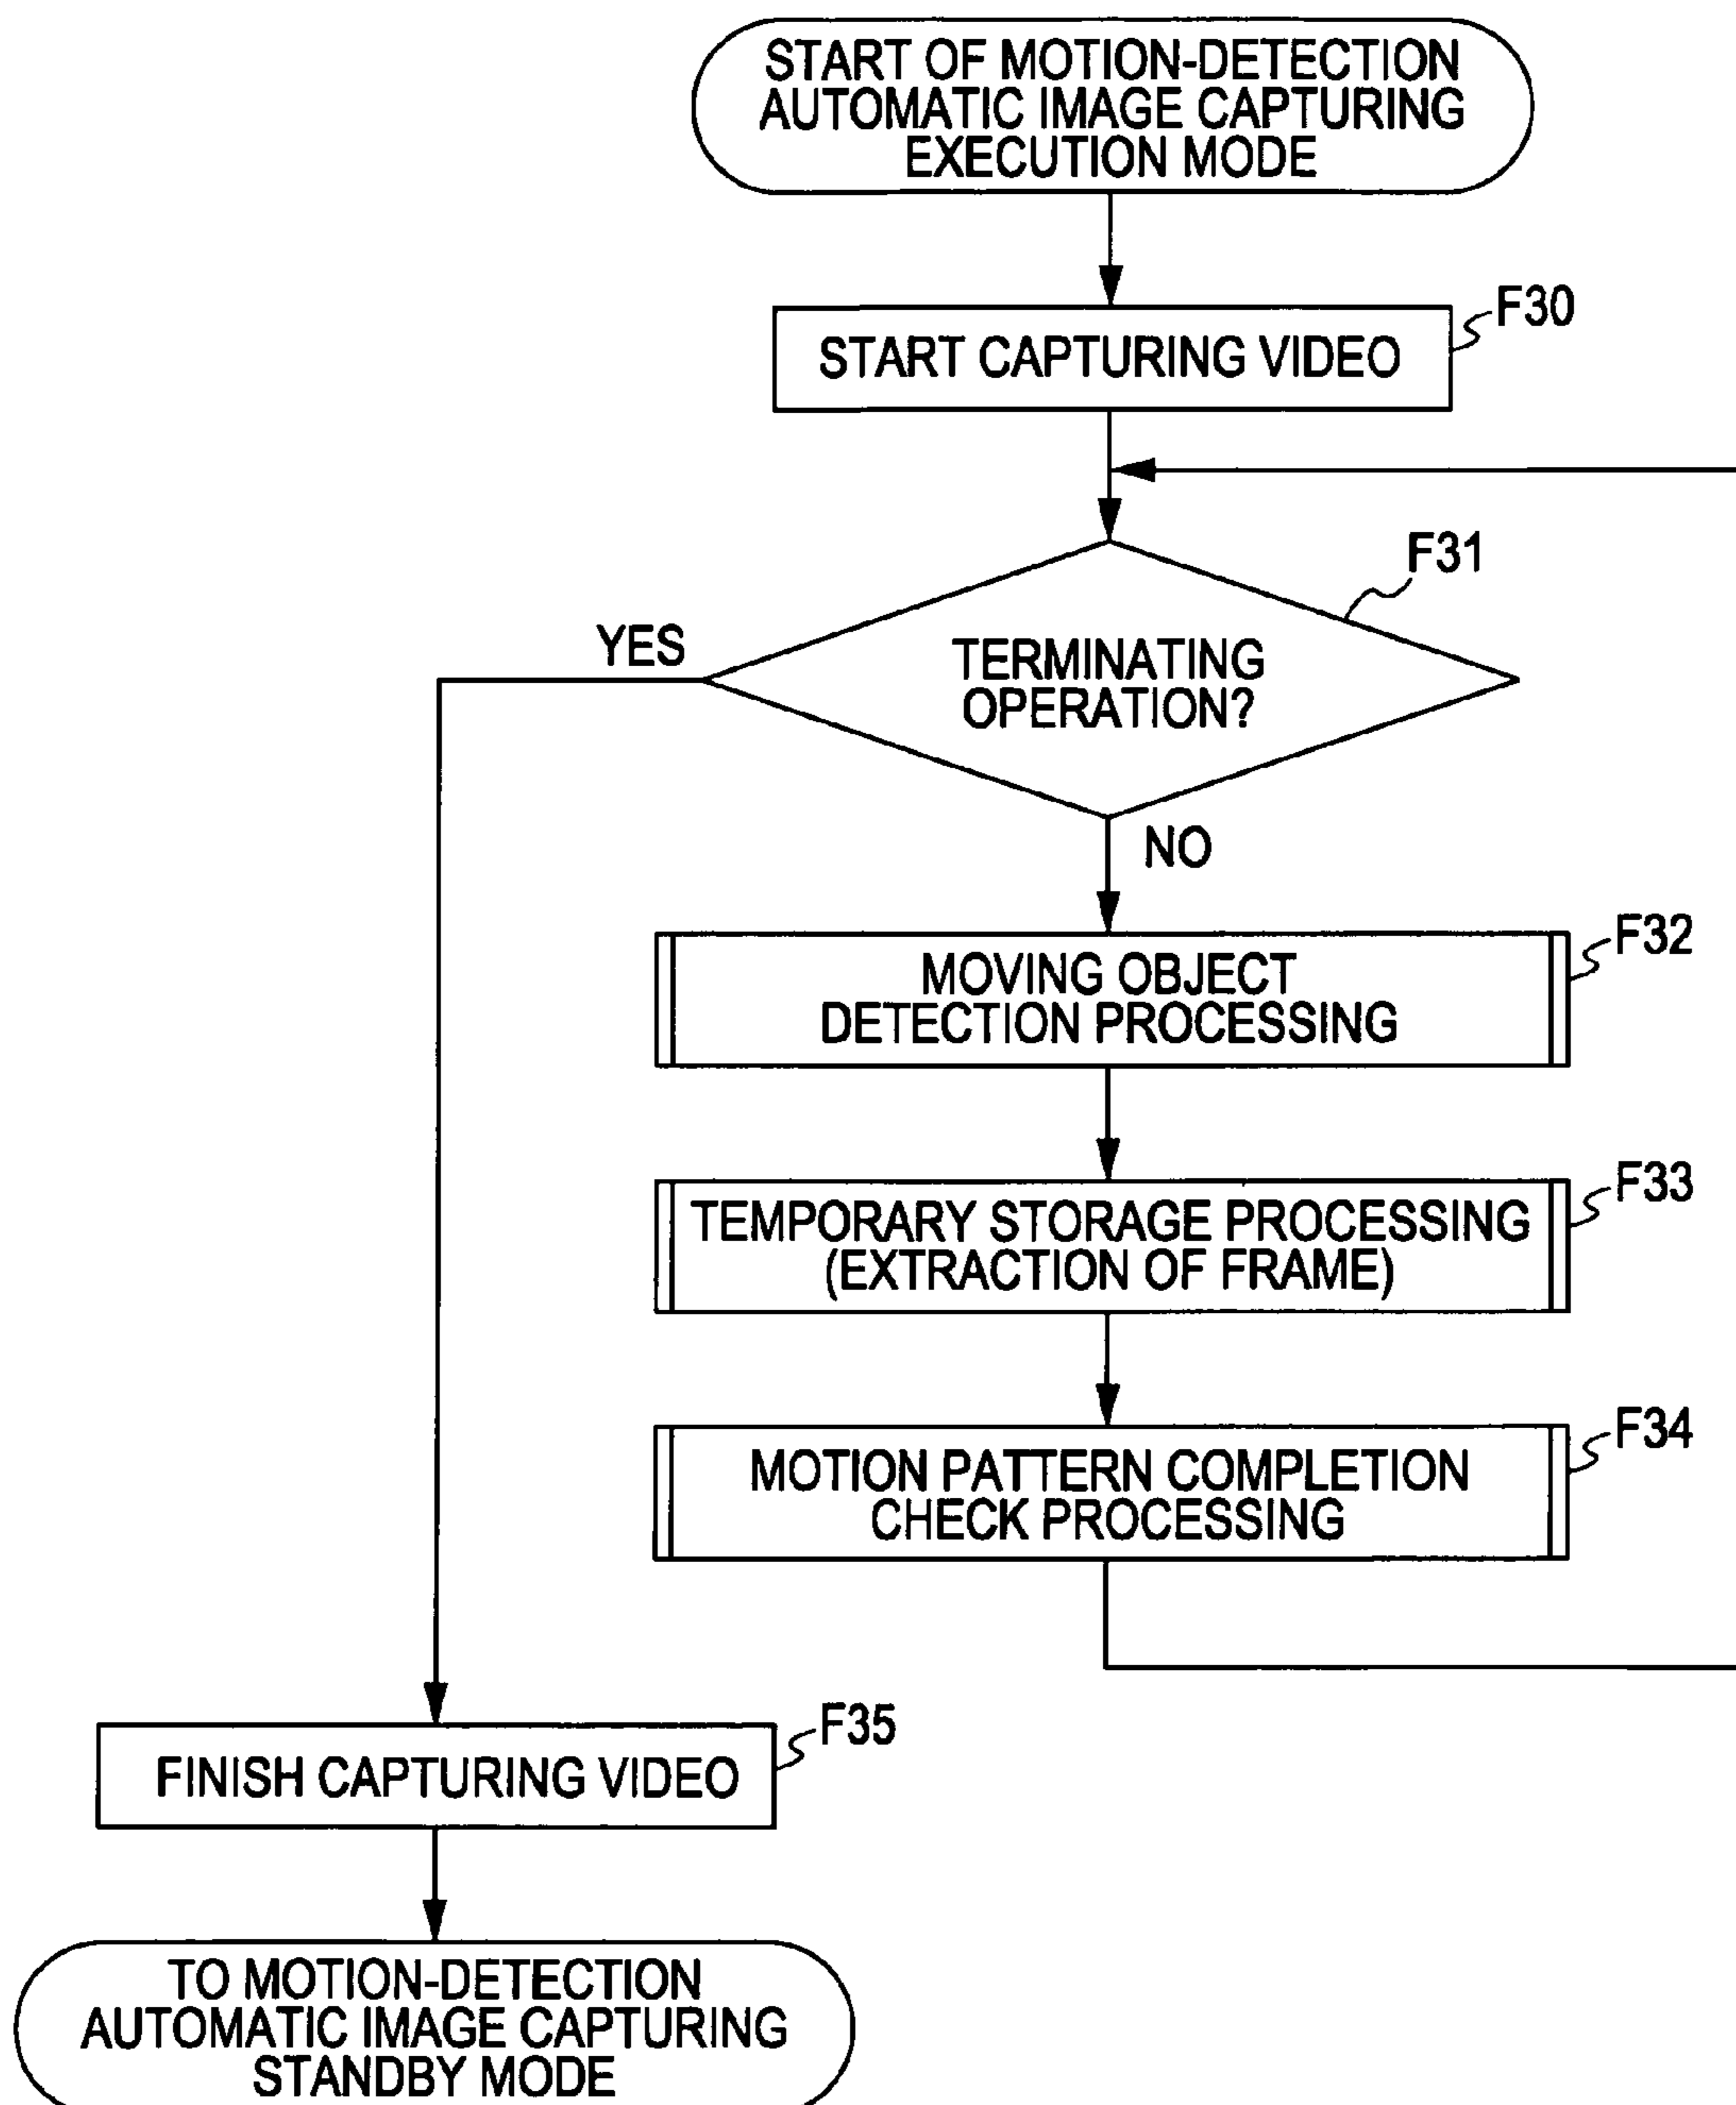 START OF MOTION-DETECTION
AUTOMATIC IMAGE CAPTURING
EXECUTION MODE
F30
START CAPTURING VIDEO
F31
YES
TERMINATING
OPERATION?
NO
F32
MOVING OBJECT
DETECTION PROCESSING
F33
TEMPORARY STORAGE PROCESSING
(EXTRACTION OF FRAME)
F34
MOTION PATTERN COMPLETION
CHECK PROCESSING
F35
FINISH CAPTURING VIDEO
TO MOTION-DETECTION
AUTOMATIC IMAGE CAPTURING
STANDBY MODE